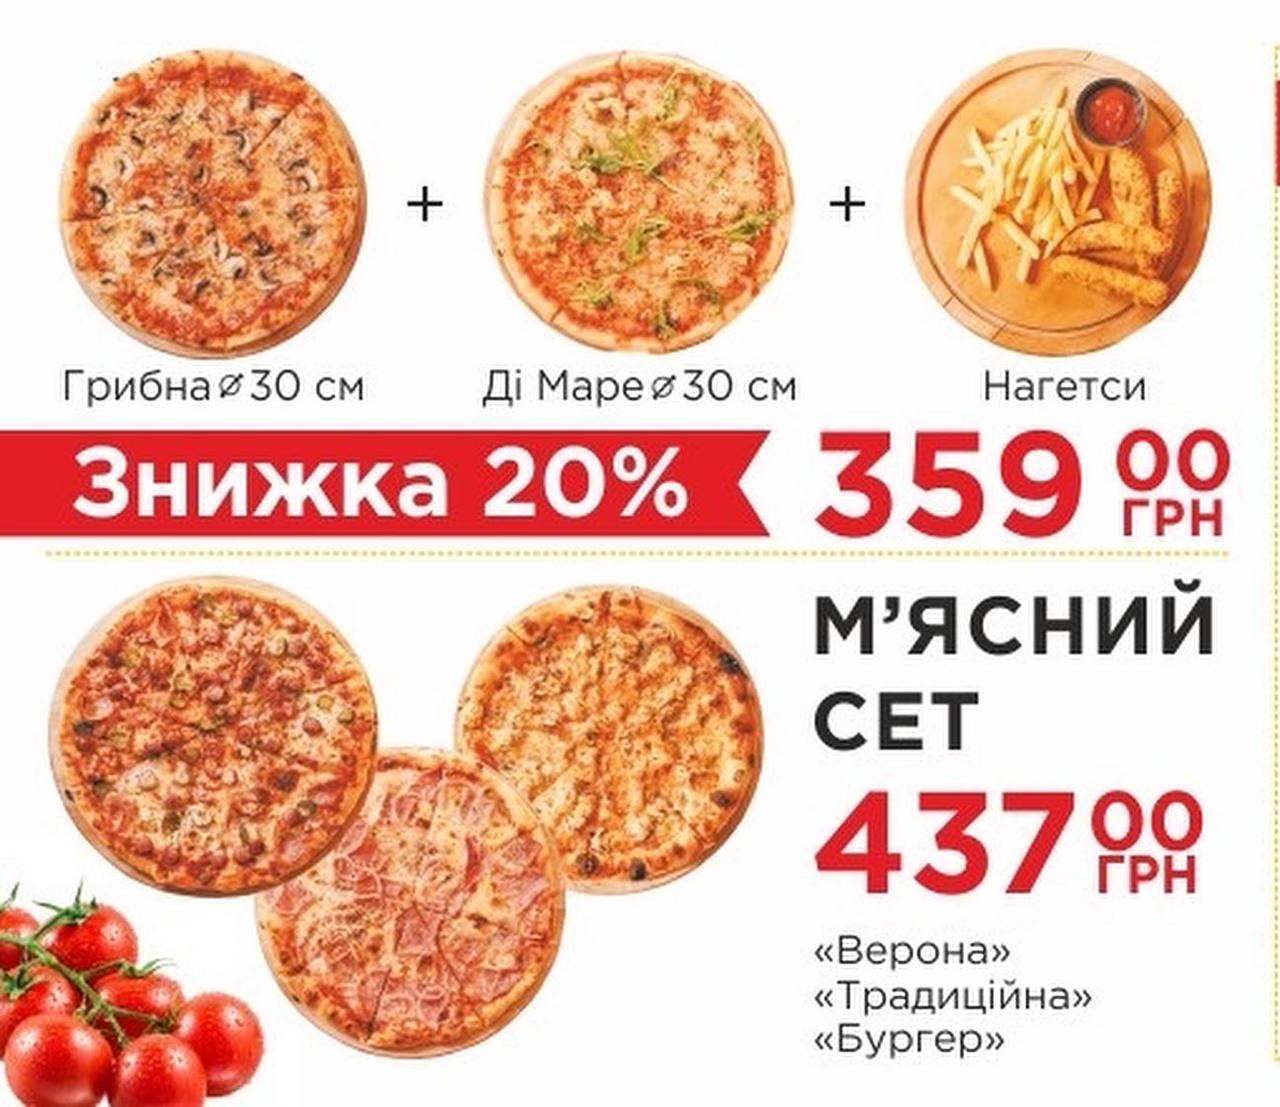 + +
Грибна⌀30 см Ді Маре⌀30 см Нагетси
Знижка 20% 359 00 ГРН
М’ЯСНИЙ
СЕТ
437 00 ГРН
«Верона»
«Традиційна»
«Бургер»